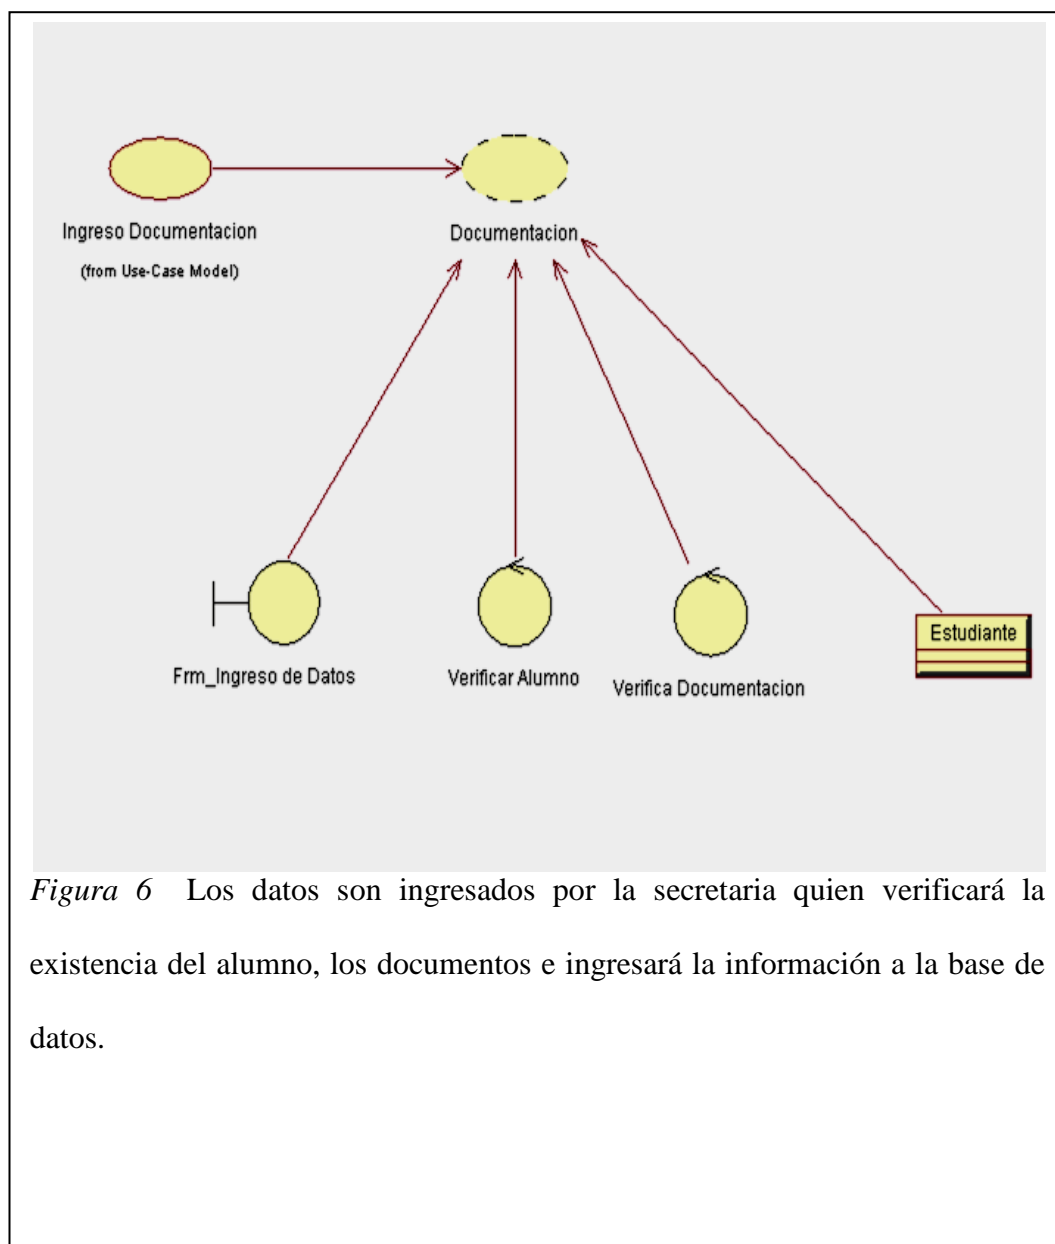 Ingreso Documentacion
(from Use-Case Model)
Documentacion
Frm_Ingreso de Datos
Verificar Alumno
Verifica Documentacion
Estudiante
Figura 6 Los datos son ingresados por la secretaria quien verificará la
existencia del alumno, los documentos e ingresará la información a la base de
datos.